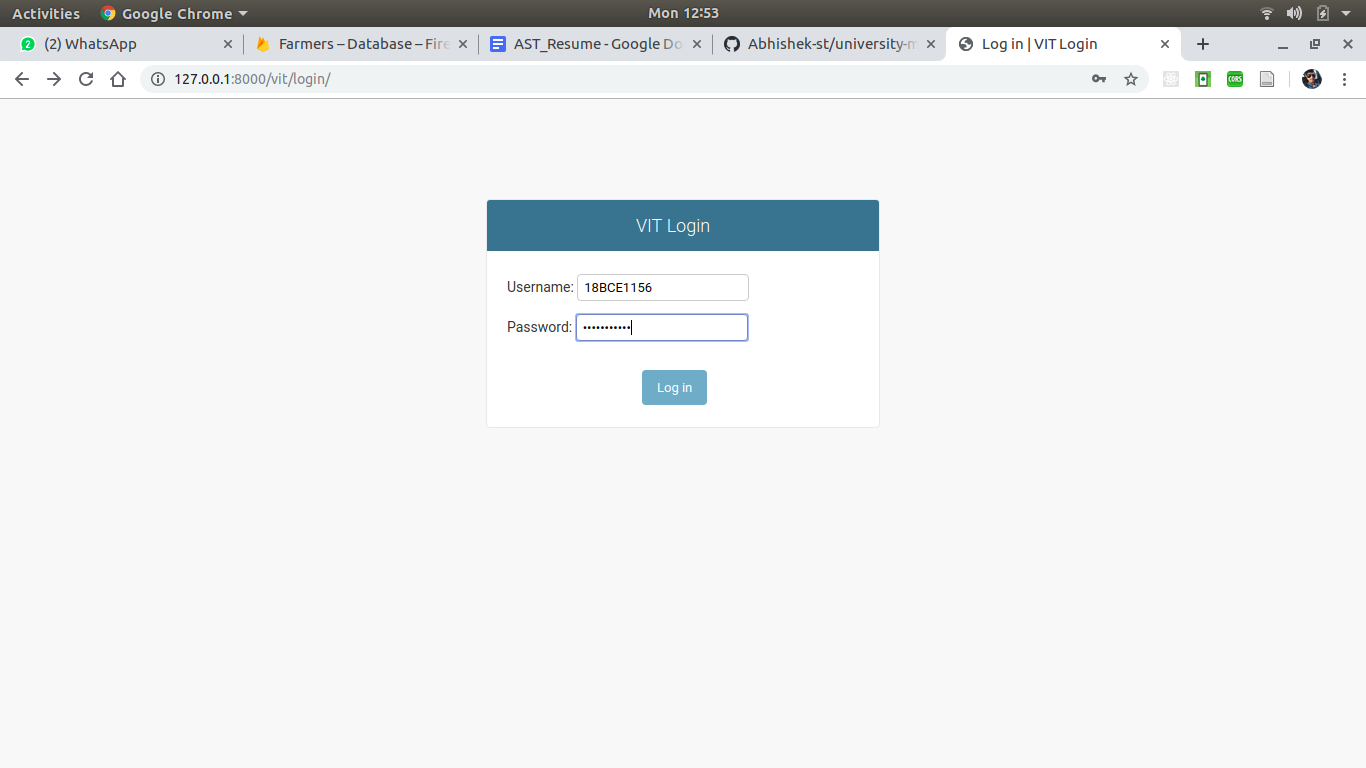 Activities Google Chrome Mon 12:53
2 (2) WhatsApp Farmers – Database – Fire AST_Resume - Google Do Abhishek-st/university-m Log in | VIT Login
127.0.0.1:8000/vit/login/ CORS
VIT Login
Username: 18BCE1156
Password: •••••••••••
Log in